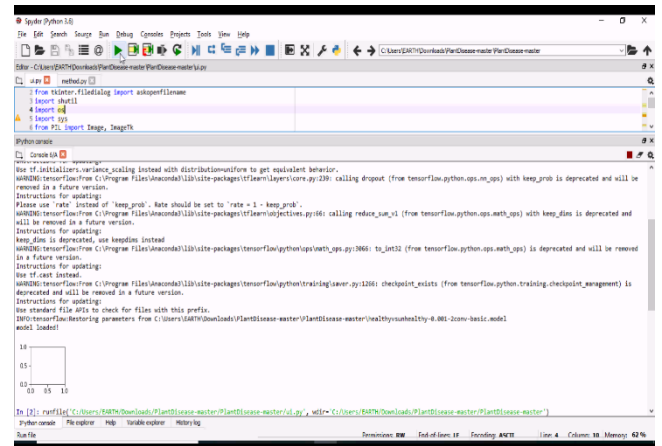 Spyder (Python 3.6)
File Edit Search Source Run Debug Consoles Projects Tools View Help
C:\Users\EARTH\Downloads\PlantDisease-master\PlantDisease-master
Editor - C:\Users\EARTH\Downloads\PlantDisease-master\PlantDisease-master\ui.py
ui.py method.py
2 from tkinter.filedialog import askopenfilename
3 import shutil
4 import os
5 import sys
6 from PIL import Image, ImageTk
IPython console
Console 6/A
Instructions for updating:
Use tf.initializers.variance_scaling instead with distribution=uniform to get equivalent behavior.
WARNING:tensorflow:From C:\Program Files\Anaconda3\lib\site-packages\tflearn\layers\core.py:239: calling dropout (from tensorflow.python.ops.nn_ops) with keep_prob is deprecated and will be
removed in a future version.
Instructions for updating:
Please use `rate` instead of `keep_prob`. Rate should be set to `rate = 1 - keep_prob`.
WARNING:tensorflow:From C:\Program Files\Anaconda3\lib\site-packages\tflearn\objectives.py:66: calling reduce_sum_v1 (from tensorflow.python.ops.math_ops) with keep_dims is deprecated and
will be removed in a future version.
Instructions for updating:
keep_dims is deprecated, use keepdims instead
WARNING:tensorflow:From C:\Program Files\Anaconda3\lib\site-packages\tensorflow\python\ops\math_ops.py:3066: to_int32 (from tensorflow.python.ops.math_ops) is deprecated and will be removed
in a future version.
Instructions for updating:
Use tf.cast instead.
WARNING:tensorflow:From C:\Program Files\Anaconda3\lib\site-packages\tensorflow\python\training\saver.py:1266: checkpoint_exists (from tensorflow.python.training.checkpoint_management) is
deprecated and will be removed in a future version.
Instructions for updating:
Use standard file APIs to check for files with this prefix.
INFO:tensorflow:Restoring parameters from C:\Users\EARTH\Downloads\PlantDisease-master\PlantDisease-master\healthyvsunhealthy-0.001-2conv-basic.model
model loaded!
1.0
0.5
0.0
0.0 0.5 1.0
In [2]: runfile('C:/Users/EARTH/Downloads/PlantDisease-master/PlantDisease-master/ui.py', wdir='C:/Users/EARTH/Downloads/PlantDisease-master/PlantDisease-master')
IPython console File explorer Help Variable explorer History log
Run file Permissions: RW End-of-lines: LF Encoding: ASCII Line: 4 Column: 10 Memory: 62 %